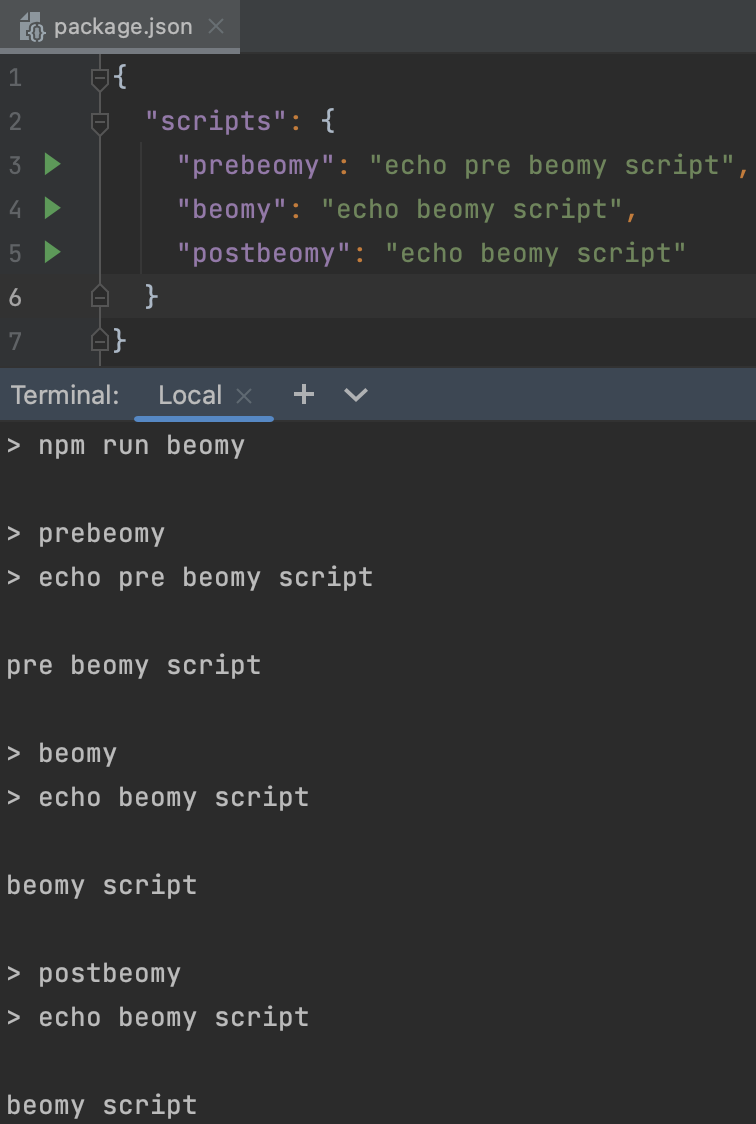 package.json
1 {
2 "scripts": {
3 "prebeomy": "echo pre beomy script",
4 "beomy": "echo beomy script",
5 "postbeomy": "echo beomy script"
6 }
7 }
Terminal: Local × + 
> npm run beomy
> prebeomy
> echo pre beomy script
pre beomy script
> beomy
> echo beomy script
beomy script
> postbeomy
> echo beomy script
beomy script